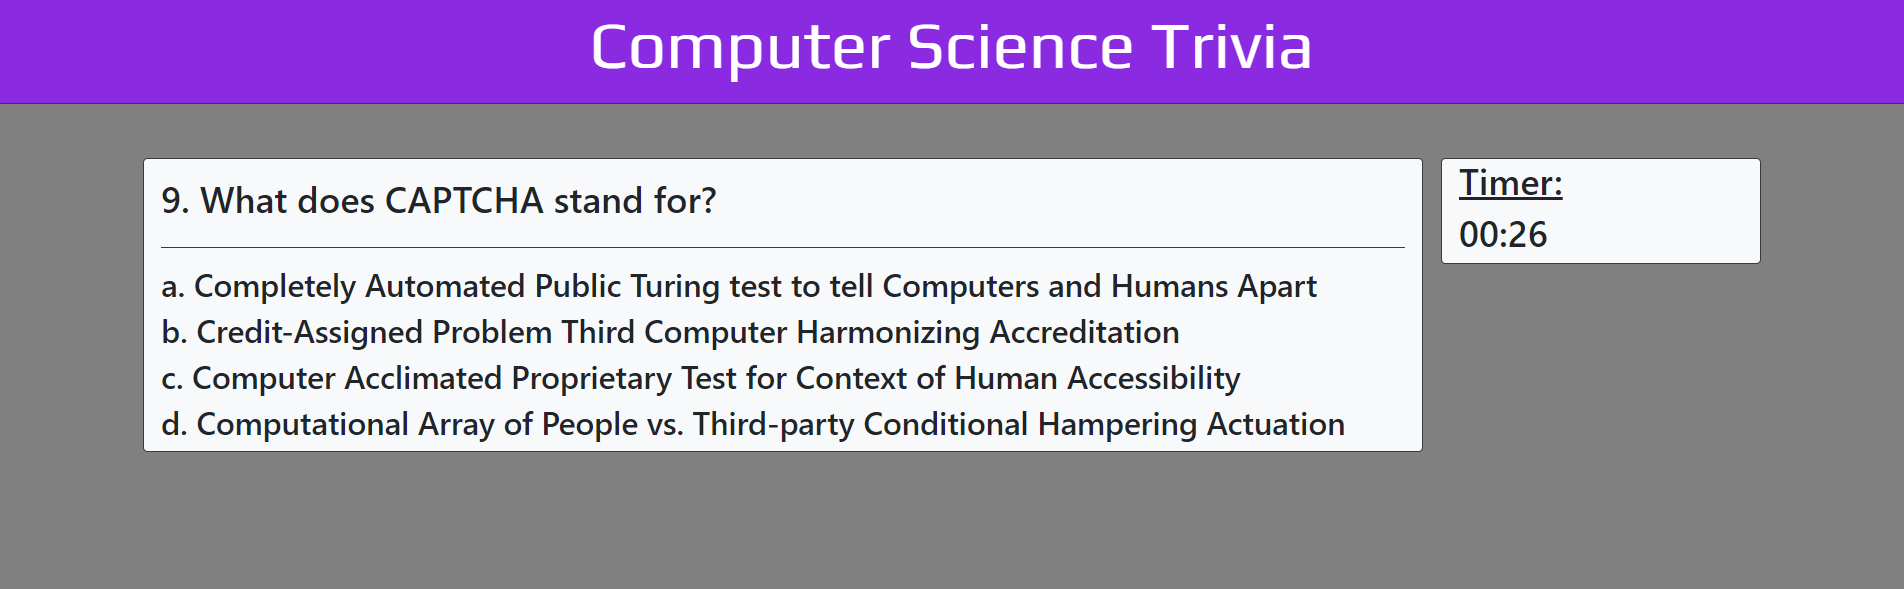 Computer Science Trivia
9. What does CAPTCHA stand for?
a. Completely Automated Public Turing test to tell Computers and Humans Apart
b. Credit-Assigned Problem Third Computer Harmonizing Accreditation
c. Computer Acclimated Proprietary Test for Context of Human Accessibility
d. Computational Array of People vs. Third-party Conditional Hampering Actuation
Timer:
00:26